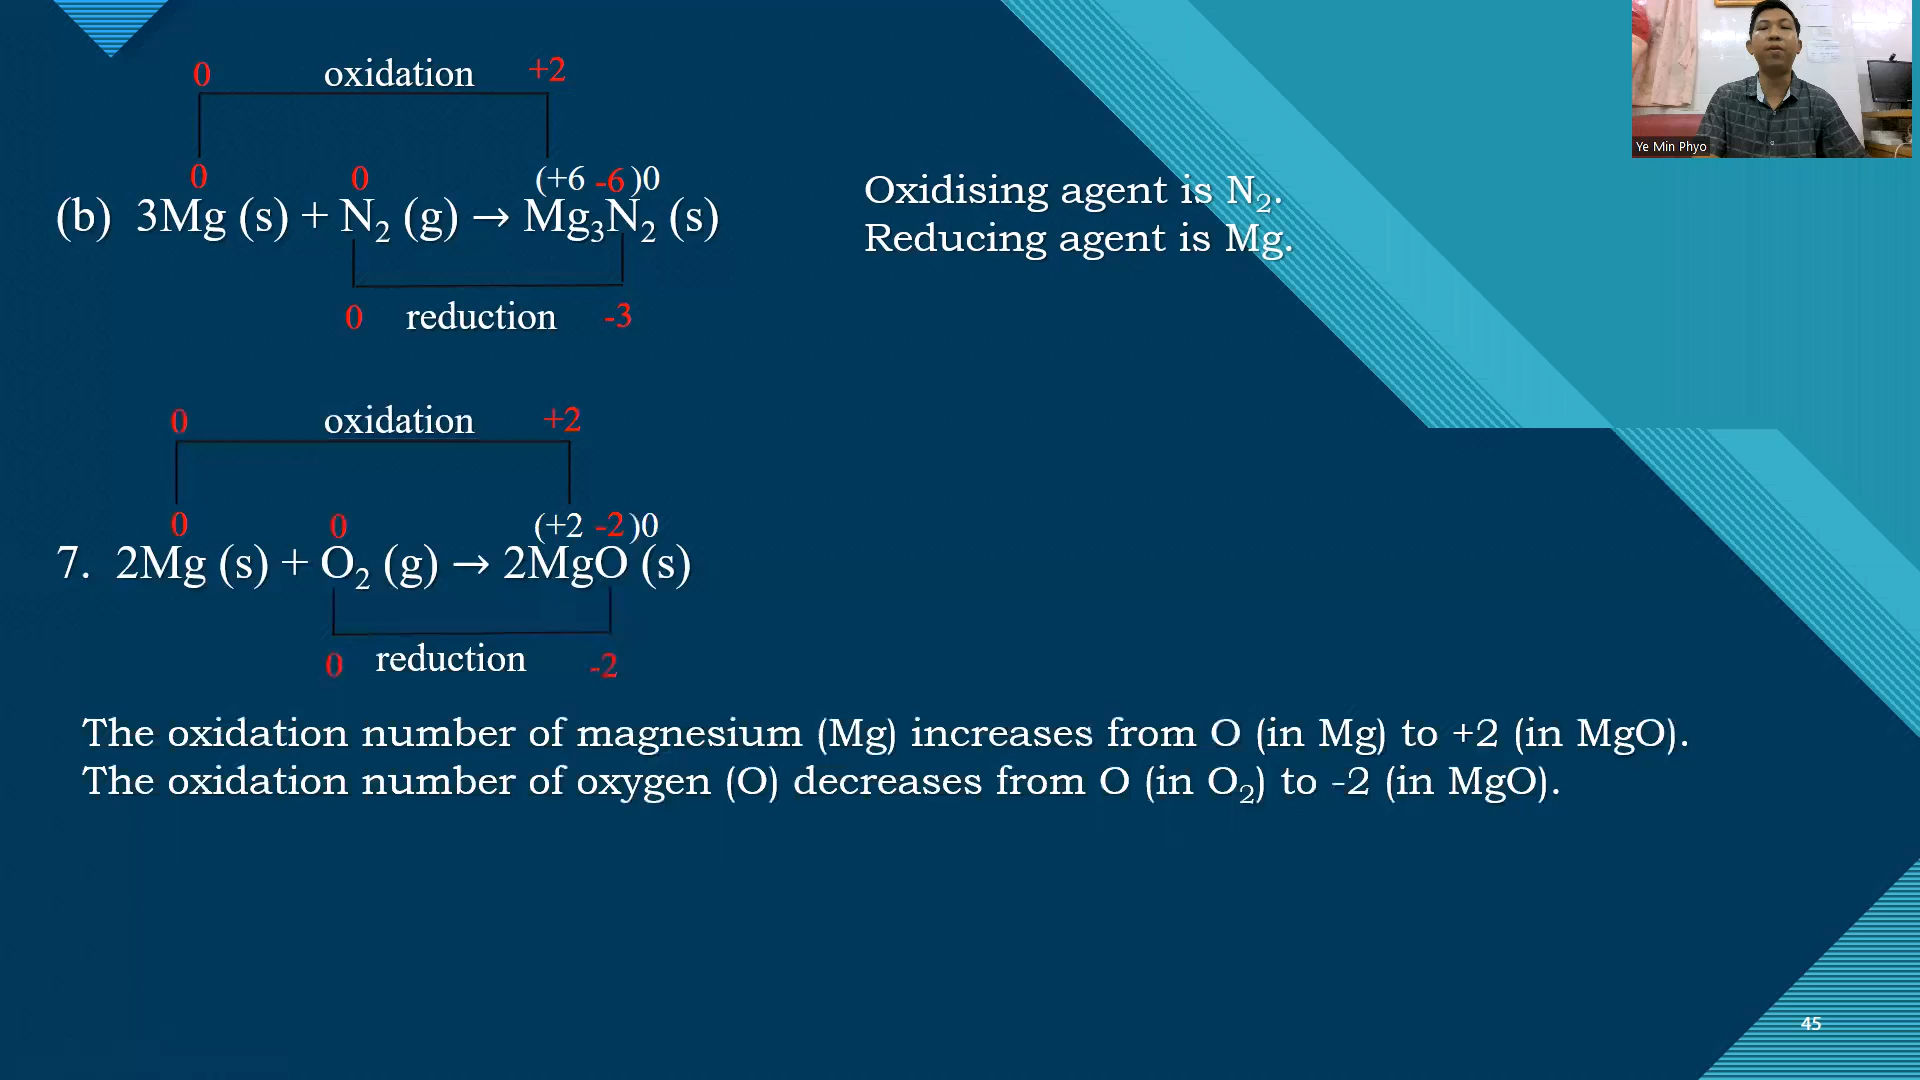 0 oxidation +2
0 0 (+6 -6)0
(b) 3Mg (s) + N₂ (g) → Mg₃N₂ (s)
0 reduction -3
Oxidising agent is N₂.
Reducing agent is Mg.
0 oxidation +2
0 0 (+2 -2)0
7. 2Mg (s) + O₂ (g) → 2MgO (s)
0 reduction -2
The oxidation number of magnesium (Mg) increases from O (in Mg) to +2 (in MgO).
The oxidation number of oxygen (O) decreases from O (in O₂) to -2 (in MgO).
Ye Min Phyo
45